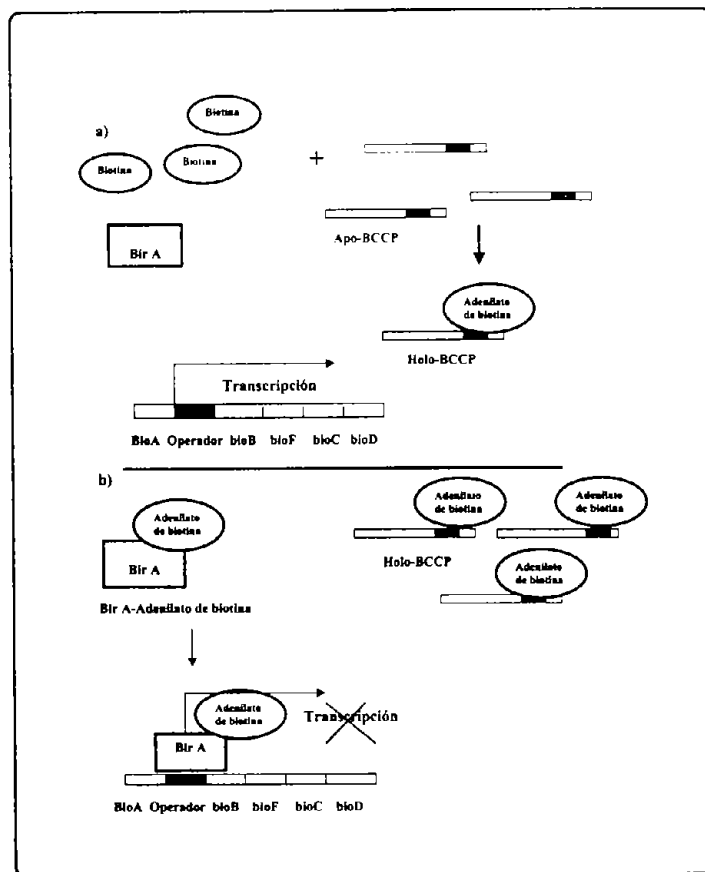 Biotina
a)
Biotina
Biotina
+
Bir A
Apo-BCCP
Adenilato
de biotina
Holo-BCCP
Transcripción
BioA Operador bioB bioF bioC bioD
b)
Adenilato
de biotina
Bir A
Bir A-Adenilato de biotina
Adenilato
de biotina
Adenilato
de biotina
Holo-BCCP
Adenilato
de biotina
Adenilato
de biotina
Transcripción
Bir A
BioA Operador bioB bioF bioC bioD